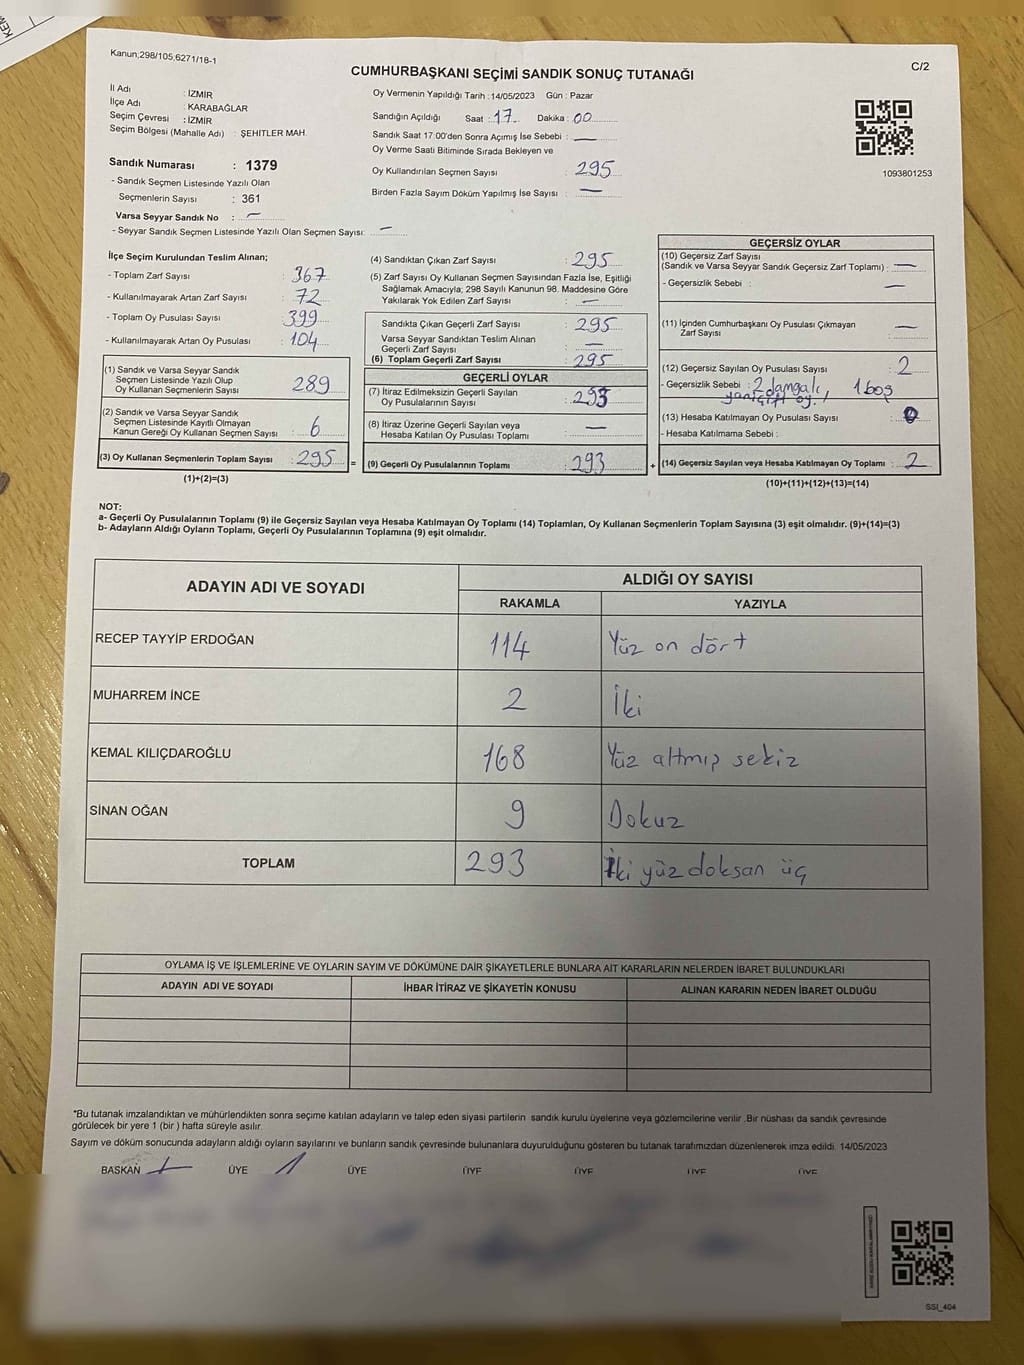 Kanun;298/105,6271/18-1
C/2
CUMHURBAŞKANI SEÇİMİ SANDIK SONUÇ TUTANAĞI
İl Adı : İZMİR
İlçe Adı : KARABAĞLAR
Seçim Çevresi : İZMİR
Seçim Bölgesi (Mahalle Adı) : ŞEHİTLER MAH.
Sandık Numarası : 1379
- Sandık Seçmen Listesinde Yazılı Olan
Seçmenlerin Sayısı : 361
Varsa Seyyar Sandık No : —
- Seyyar Sandık Seçmen Listesinde Yazılı Olan Seçmen Sayısı: —
Oy Vermenin Yapıldığı Tarih : 14/05/2023 Gün : Pazar
Sandığın Açıldığı Saat : 17 Dakika : 00
Sandık Saat 17:00'den Sonra Açımış İse Sebebi : —
Oy Verme Saati Bitiminde Sırada Bekleyen ve
Oy Kullandırılan Seçmen Sayısı : 295
Birden Fazla Sayım Döküm Yapılmış İse Sayısı : —
1093801253
İlçe Seçim Kurulundan Teslim Alınan;
- Toplam Zarf Sayısı : 367
- Kullanılmayarak Artan Zarf Sayısı : 72
- Toplam Oy Pusulası Sayısı : 399
- Kullanılmayarak Artan Oy Pusulası : 104
(1) Sandık ve Varsa Seyyar Sandık
Seçmen Listesinde Yazılı Olup
Oy Kullanan Seçmenlerin Sayısı : 289
(2) Sandık ve Varsa Seyyar Sandık
Seçmen Listesinde Kayıtlı Olmayan
Kanun Gereği Oy Kullanan Seçmen Sayısı : 6
(3) Oy Kullanan Seçmenlerin Toplam Sayısı : 295 =
(1)+(2)=(3)
(4) Sandıktan Çıkan Zarf Sayısı : 295
(5) Zarf Sayısı Oy Kullanan Seçmen Sayısından Fazla İse, Eşitliği
Sağlamak Amacıyla; 298 Sayılı Kanunun 98. Maddesine Göre
Yakılarak Yok Edilen Zarf Sayısı : —
Sandıkta Çıkan Geçerli Zarf Sayısı : 295
Varsa Seyyar Sandıktan Teslim Alınan
Geçerli Zarf Sayısı : —
(6) Toplam Geçerli Zarf Sayısı : 295
GEÇERLİ OYLAR
(7) İtiraz Edilmeksizin Geçerli Sayılan
Oy Pusulalarının Sayısı : 293
(8) İtiraz Üzerine Geçerli Sayılan veya
Hesaba Katılan Oy Pusulası Toplamı : —
(9) Geçerli Oy Pusulalarının Toplamı : 293 +
GEÇERSİZ OYLAR
(10) Geçersiz Zarf Sayısı
(Sandık ve Varsa Seyyar Sandık Geçersiz Zarf Toplamı) : —
- Geçersizlik Sebebi : —
(11) İçinden Cumhurbaşkanı Oy Pusulası Çıkmayan
Zarf Sayısı : —
(12) Geçersiz Sayılan Oy Pusulası Sayısı : 2
- Geçersizlik Sebebi : 2 damgalı, 1 boş
yani çift oy.
(13) Hesaba Katılmayan Oy Pusulası Sayısı :
- Hesaba Katılmama Sebebi :
(14) Geçersiz Sayılan veya Hesaba Katılmayan Oy Toplamı : 2
(10)+(11)+(12)+(13)=(14)
NOT:
a- Geçerli Oy Pusulalarının Toplamı (9) ile Geçersiz Sayılan veya Hesaba Katılmayan Oy Toplamı (14) Toplamları, Oy Kullanan Seçmenlerin Toplam Sayısına (3) eşit olmalıdır. (9)+(14)=(3)
b- Adayların Aldığı Oyların Toplamı, Geçerli Oy Pusulalarının Toplamına (9) eşit olmalıdır.
ADAYIN ADI VE SOYADI
ALDIĞI OY SAYISI
RAKAMLA YAZIYLA
RECEP TAYYİP ERDOĞAN 114 Yüz on dört
MUHARREM İNCE 2 İki
KEMAL KILIÇDAROĞLU 168 Yüz altmış sekiz
SİNAN OĞAN 9 Dokuz
TOPLAM 293 İki yüz doksan üç
OYLAMA İŞ VE İŞLEMLERİNE VE OYLARIN SAYIM VE DÖKÜMÜNE DAİR ŞİKAYETLERLE BUNLARA AİT KARARLARIN NELERDEN İBARET BULUNDUKLARI
ADAYIN ADI VE SOYADI İHBAR İTİRAZ VE ŞİKAYETİN KONUSU ALINAN KARARIN NEDEN İBARET OLDUĞU
*Bu tutanak imzalandıktan ve mühürlendikten sonra seçime katılan adayların ve talep eden siyasi partilerin sandık kurulu üyelerine veya gözlemcilerine verilir .Bir nüshası da sandık çevresinde
görülecek bir yere 1 (bir ) hafta süreyle asılır.
Sayım ve döküm sonucunda adayların aldığı oyların sayılarını ve bunların sandık çevresinde bulunanlara duyurulduğunu gösteren bu tutanak tarafımızdan düzenlenerek imza edildi. 14/05/2023
BAŞKAN ÜYE ÜYE ÜYE ÜYE ÜYE ÜYE
SSI_404